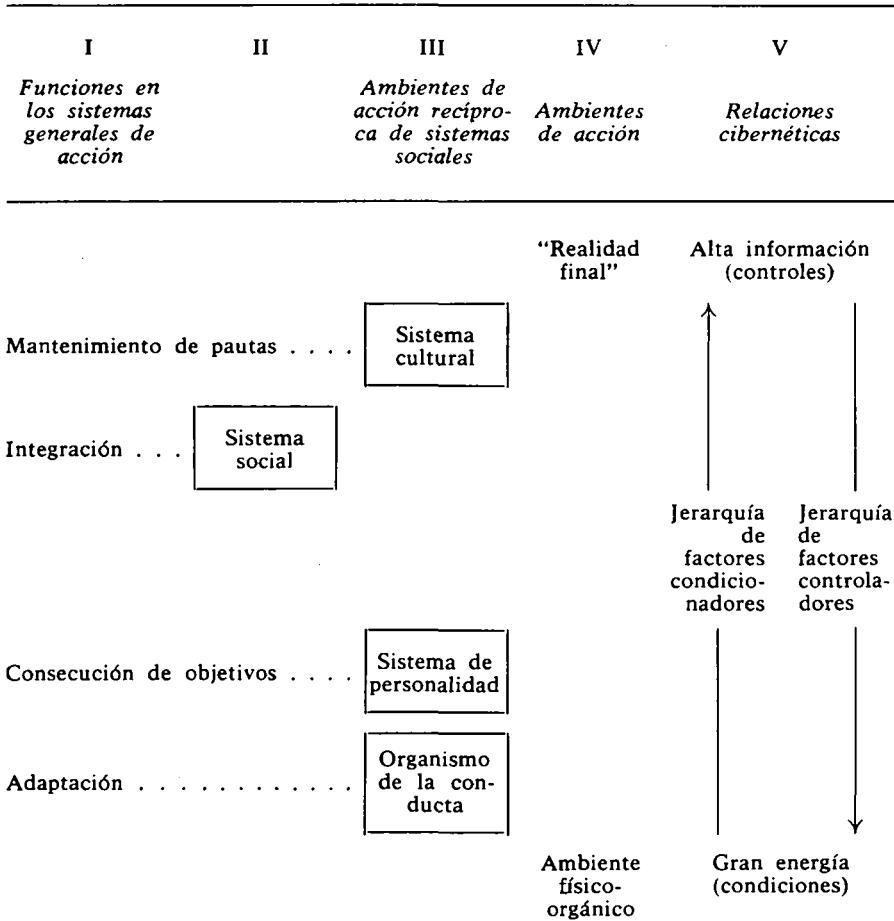 I II III IV V
Funciones en
los sistemas
generales de
acción
Ambientes de
acción recípro-
ca de sistemas
sociales
Ambientes
de acción
Relaciones
cibernéticas
“Realidad
final”
Alta información
(controles)
Mantenimiento de pautas . . . .
Sistema
cultural
Integración . . .
Sistema
social
Jerarquía
de
factores
condicio-
nadores
Jerarquía
de
factores
controla-
dores
Consecución de objetivos . . . .
Sistema de
personalidad
Adaptación . . . . . . . . . . . .
Organismo
de la con-
ducta
Ambiente
físico-
orgánico
Gran energía
(condiciones)